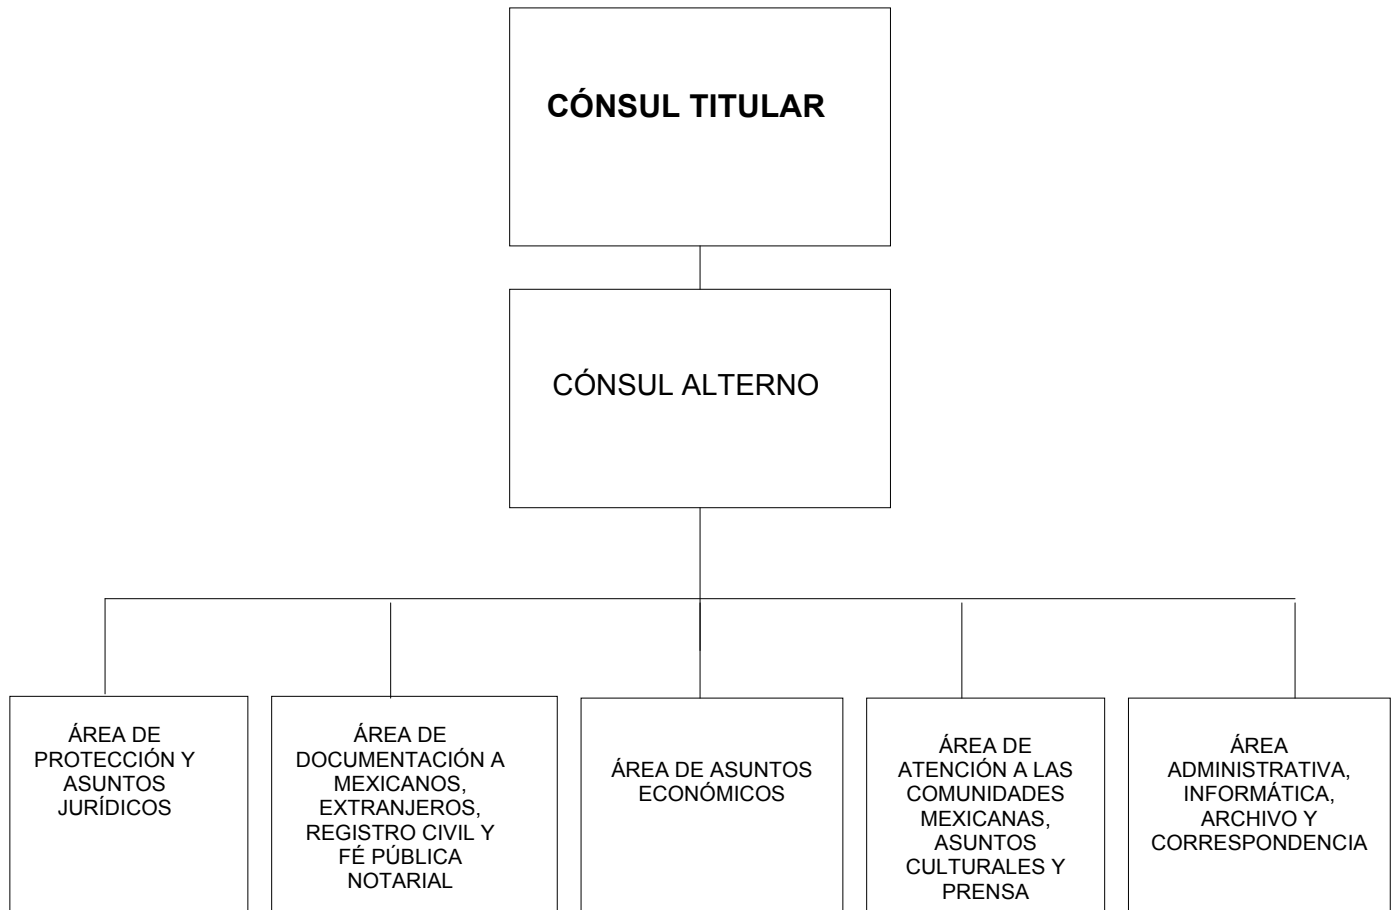 CÓNSUL TITULAR
CÓNSUL ALTERNO
ÁREA DE
PROTECCIÓN Y
ASUNTOS
JURÍDICOS
ÁREA DE
DOCUMENTACIÓN A
MEXICANOS,
EXTRANJEROS,
REGISTRO CIVIL Y
FÉ PÚBLICA
NOTARIAL
ÁREA DE ASUNTOS
ECONÓMICOS
ÁREA DE
ATENCIÓN A LAS
COMUNIDADES
MEXICANAS,
ASUNTOS
CULTURALES Y
PRENSA
ÁREA
ADMINISTRATIVA,
INFORMÁTICA,
ARCHIVO Y
CORRESPONDENCIA